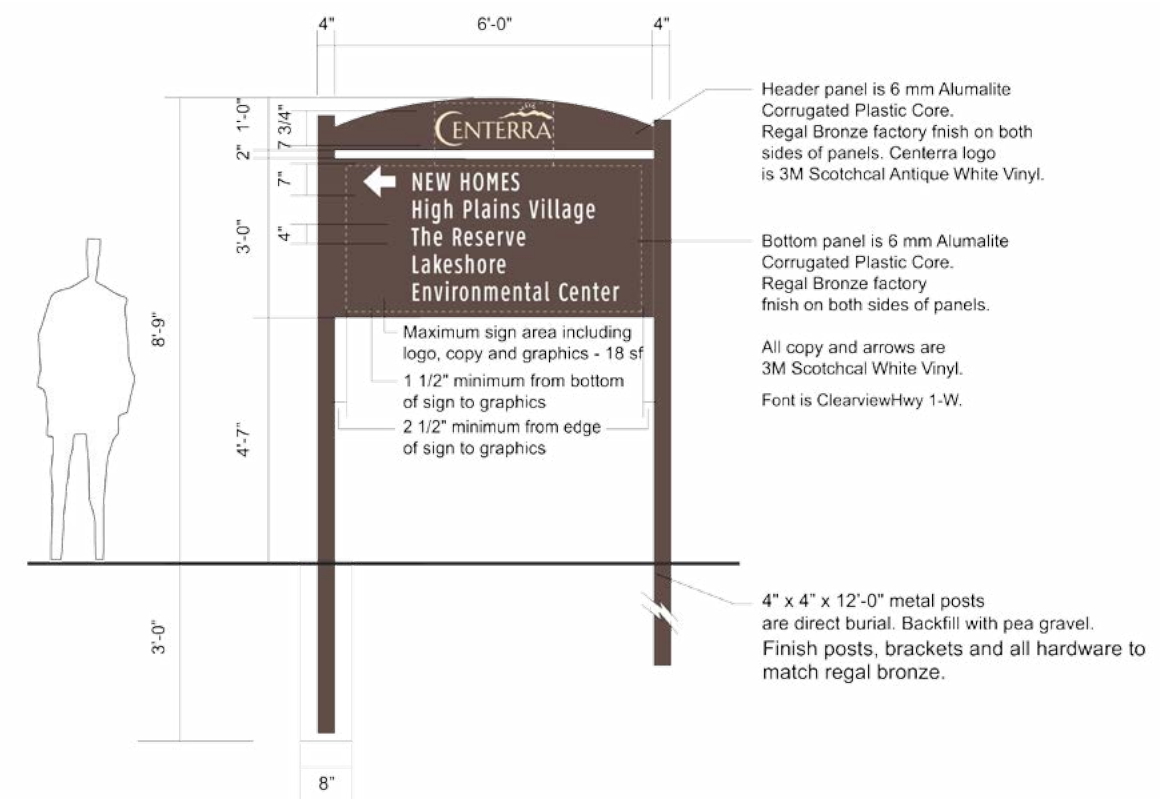 4" 6'-0" 4"
1'-0"
7 3/4"
2"
7"
3'-0"
4"
8'-9"
4'-7"
3'-0"
8"
CENTERRA
NEW HOMES
High Plains Village
The Reserve
Lakeshore
Environmental Center
Maximum sign area including
logo, copy and graphics - 18 sf
1 1/2" minimum from bottom
of sign to graphics
2 1/2" minimum from edge
of sign to graphics
Header panel is 6 mm Alumalite
Corrugated Plastic Core.
Regal Bronze factory fnish on both
sides of panels. Centerra logo
is 3M Scotchcal Antique White Vinyl.
Bottom panel is 6 mm Alumalite
Corrugated Plastic Core.
Regal Bronze factory
fnish on both sides of panels.
All copy and arrows are
3M Scotchcal White Vinyl.
Font is ClearviewHwy 1-W.
4" x 4" x 12'-0" metal posts
are direct burial. Backfill with pea gravel.
Finish posts, brackets and all hardware to
match regal bronze.